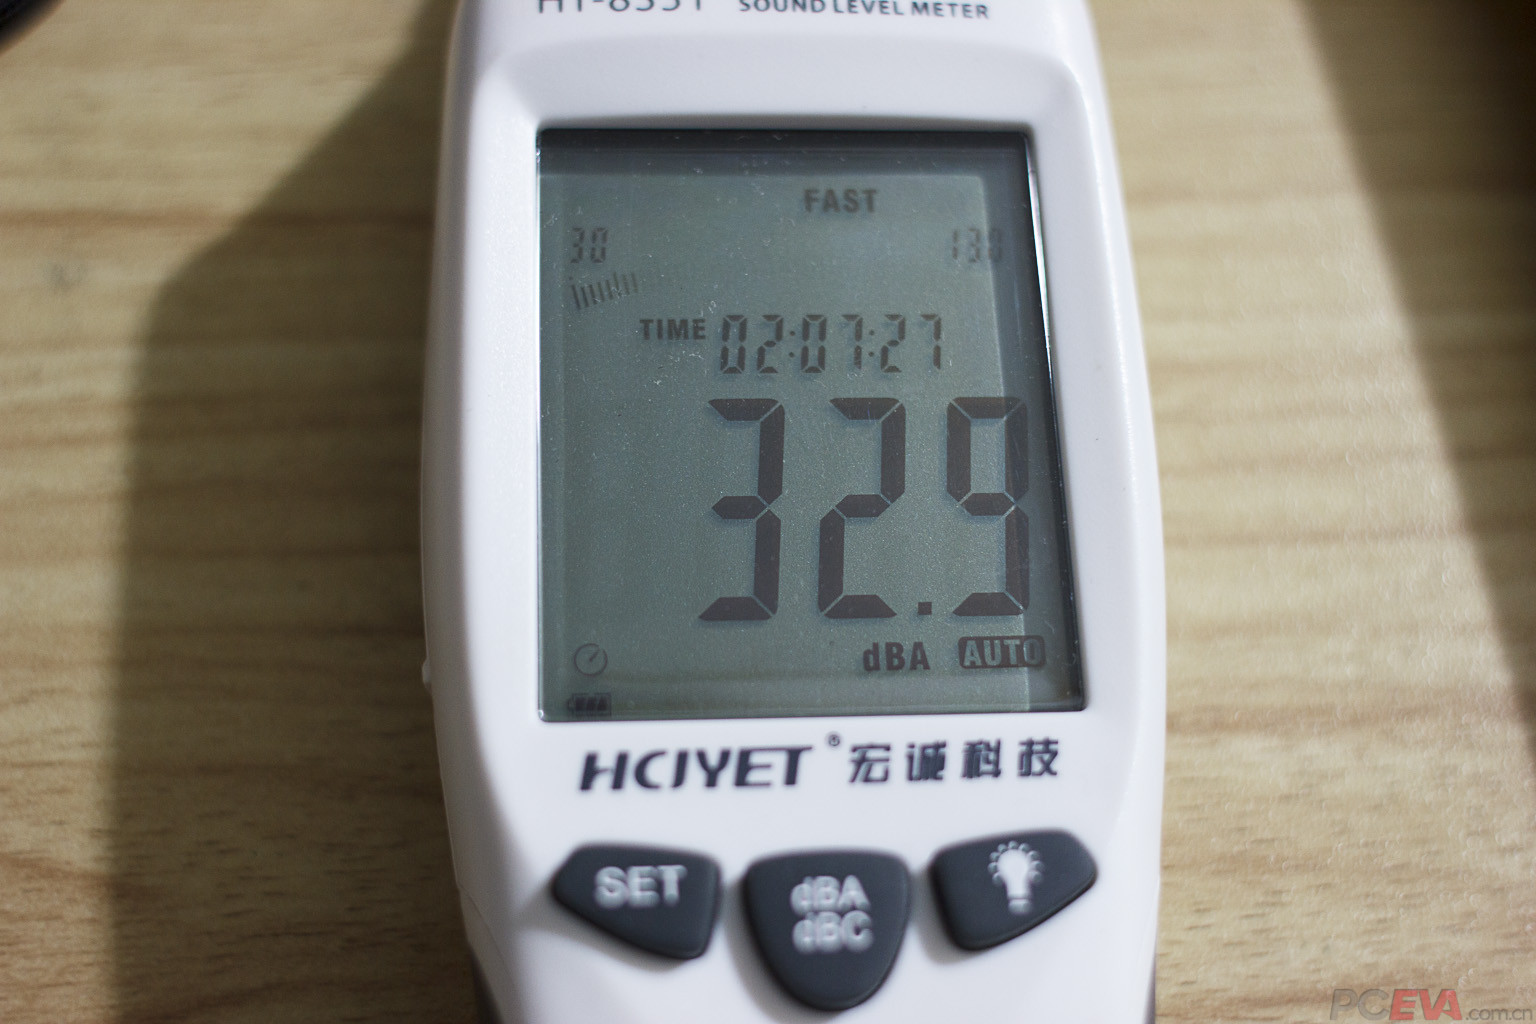 SOUND LEVEL METER
FAST
30 130
TIME 02:07:27
32.9
dBA AUTO
HCJYET® 宏诚科技
SET
dBA
dBC
PCEVA.com.cn